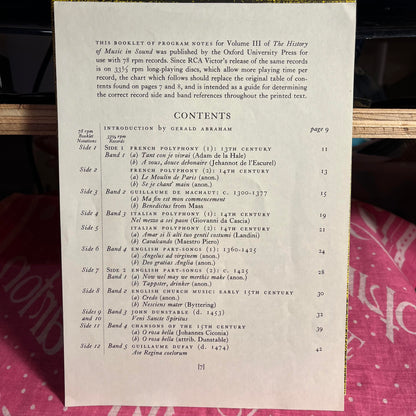 THIS BOOKLET OF PROGRAM NOTES for Volume III of The History
of Music in Sound was published by the Oxford University Press for
use with 78 rpm records. Since RCA Victor's release of the same records
is on 33⅓ rpm long-playing discs, which allow more playing time per
record, the chart which follows should replace the original table of con-
tents found on pages 7 and 8, and is intended as a guide for determining
the correct record side and band references throughout the printed text.
CONTENTS
78 rpm Booklet Notations
33⅓ rpm Records
INTRODUCTION BY GERALD ABRAHAM page 9
Side 1 SIDE 1 FRENCH POLYPHONY (1): 13TH CENTURY 11
Band 1 (a) Tant con je vivrai (Adam de la Hale)
(b) A vous, douce debonaire (Jehannot de l'Escurel)
Side 2 FRENCH POLYPHONY (2): 14TH CENTURY 13
(a) Le Moulin de Paris (anon.)
(b) Se je chant' main (anon.)
Side 3 Band 2 GUILLAUME DE MACHAUT: c. 1300-1377 15
(a) Ma fin est mon commencement
(b) Benedictus from Mass
Side 4 Band 3 ITALIAN POLYPHONY (1): 14TH CENTURY 19
Nel mezzo a sei paon (Giovanni da Cascia)
Side 5 ITALIAN POLYPHONY (2): 14TH CENTURY 21
(a) Amar si li alti tuo gentil costumi (Landini)
(b) Cavalcando (Maestro Piero)
Side 6 Band 4 ENGLISH PART-SONGS (1): 1360-1425 24
(a) Angelus ad virginem (anon.)
(b) Deo gratias Anglia (anon.)
Side 7 SIDE 2 ENGLISH PART-SONGS (2) c. 1425 28
Band 1 (a) Now wel may we merthis make (anon.)
(b) Tappster, drinker (anon.)
Side 8 Band 2 ENGLISH CHURCH MUSIC: EARLY 15TH CENTURY 30
(a) Credo (anon.)
(b) Nesciens mater (Byttering)
Sides 9 Band 3 JOHN DUNSTABLE (d. 1453) 32
and 10 Veni Sancte Spiritus
Side 11 Band 4 CHANSONS OF THE 15TH CENTURY 39
(a) O rosa bella (Johannes Ciconia)
(b) O rosa bella (attrib. Dunstable)
Side 12 Band 5 GUILLAUME DUFAY (d. 1474) 42
Ave Regina coelorum
[7]